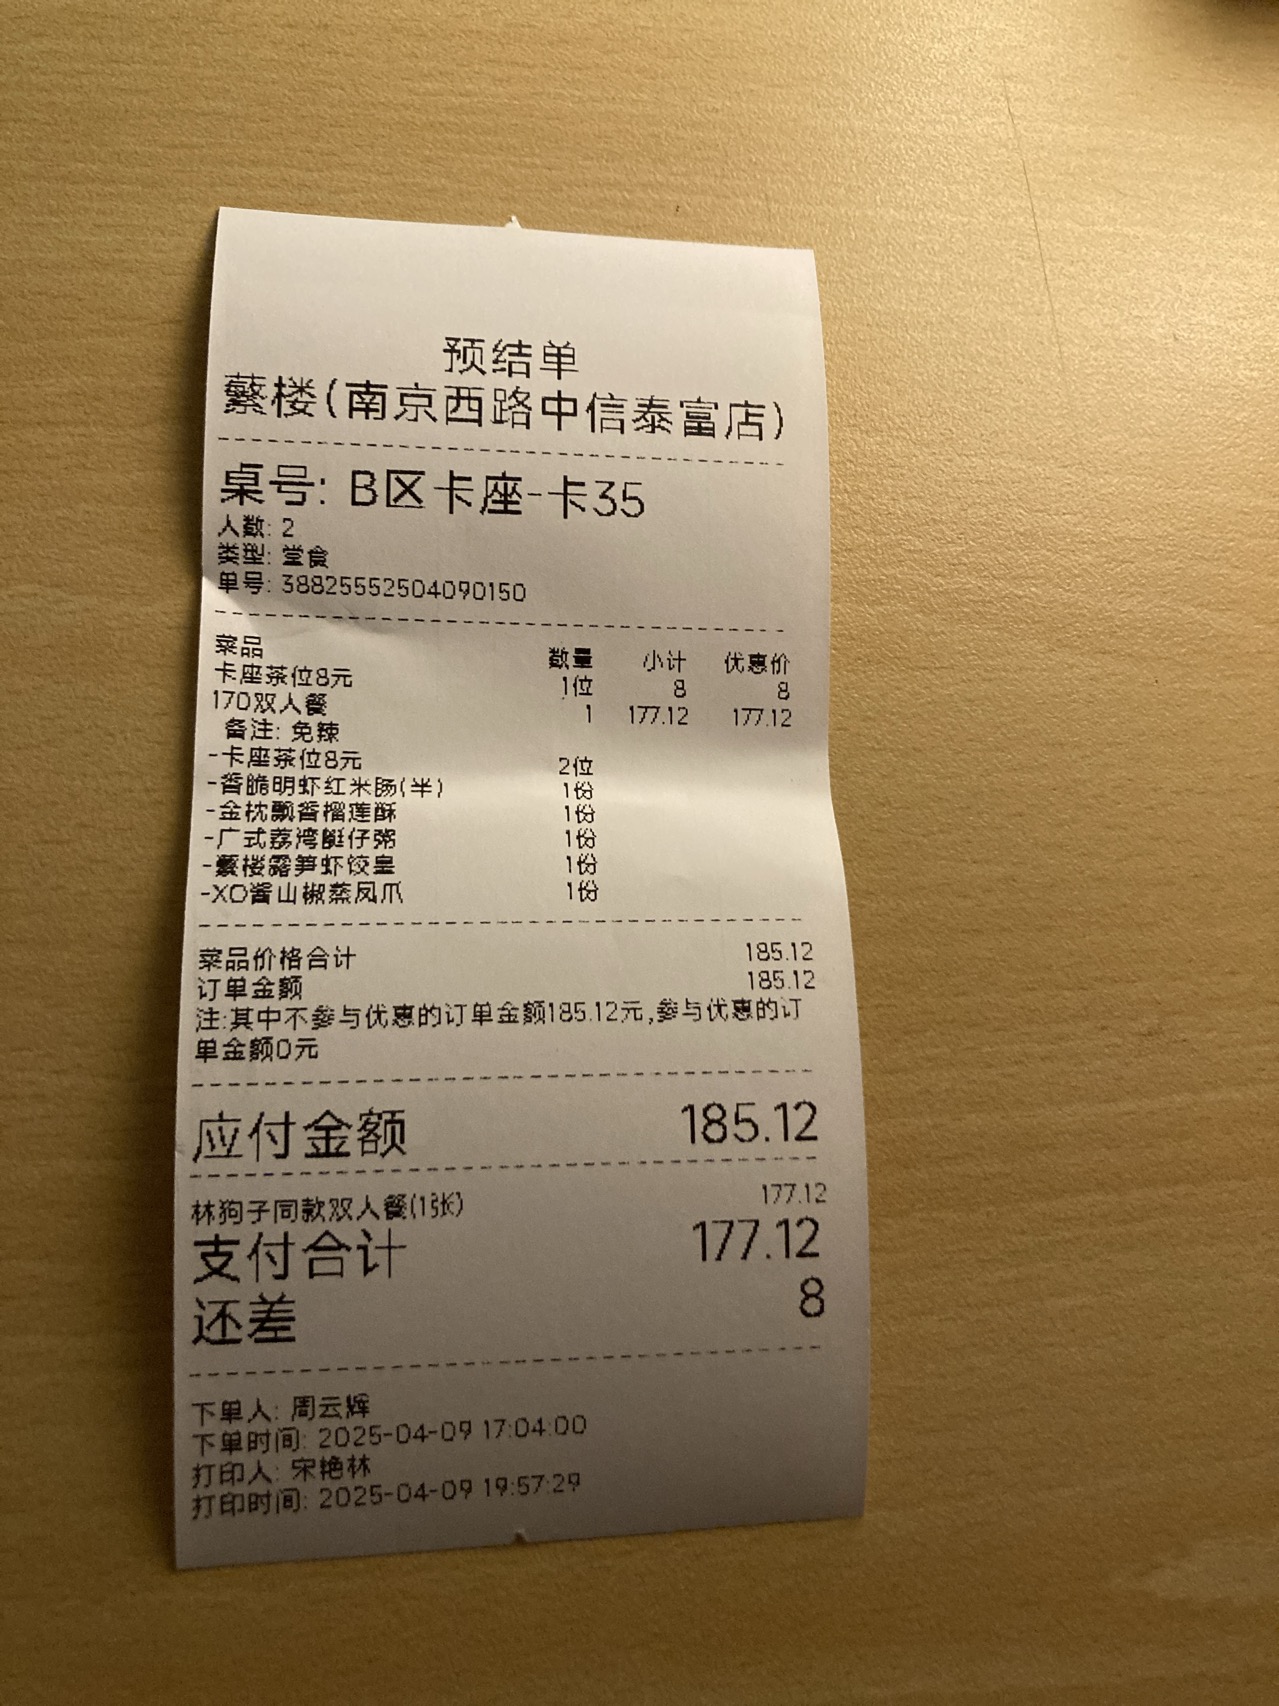 预结单
蘩楼(南京西路中信泰富店)
桌号: B区卡座-卡35
人数: 2
类型: 堂食
单号: 38825552504090150
菜品 数量 小计 优惠价
卡座茶位8元 1位 8 8
170双人餐 1 177.12 177.12
备注: 免辣
-卡座茶位8元 2位
-香脆明虾红米肠(半) 1份
-金枕飘香榴莲酥 1份
-广式荔湾艇仔粥 1份
-蘩楼露笋虾饺皇 1份
-XO酱山椒蒸凤爪 1份
菜品价格合计 185.12
订单金额 185.12
注:其中不参与优惠的订单金额185.12元,参与优惠的订
单金额0元
应付金额 185.12
林狗子同款双人餐(1张) 177.12
支付合计 177.12
还差 8
下单人: 周云辉
下单时间: 2025-04-09 17:04:00
打印人: 宋艳林
打印时间: 2025-04-09 19:57:29